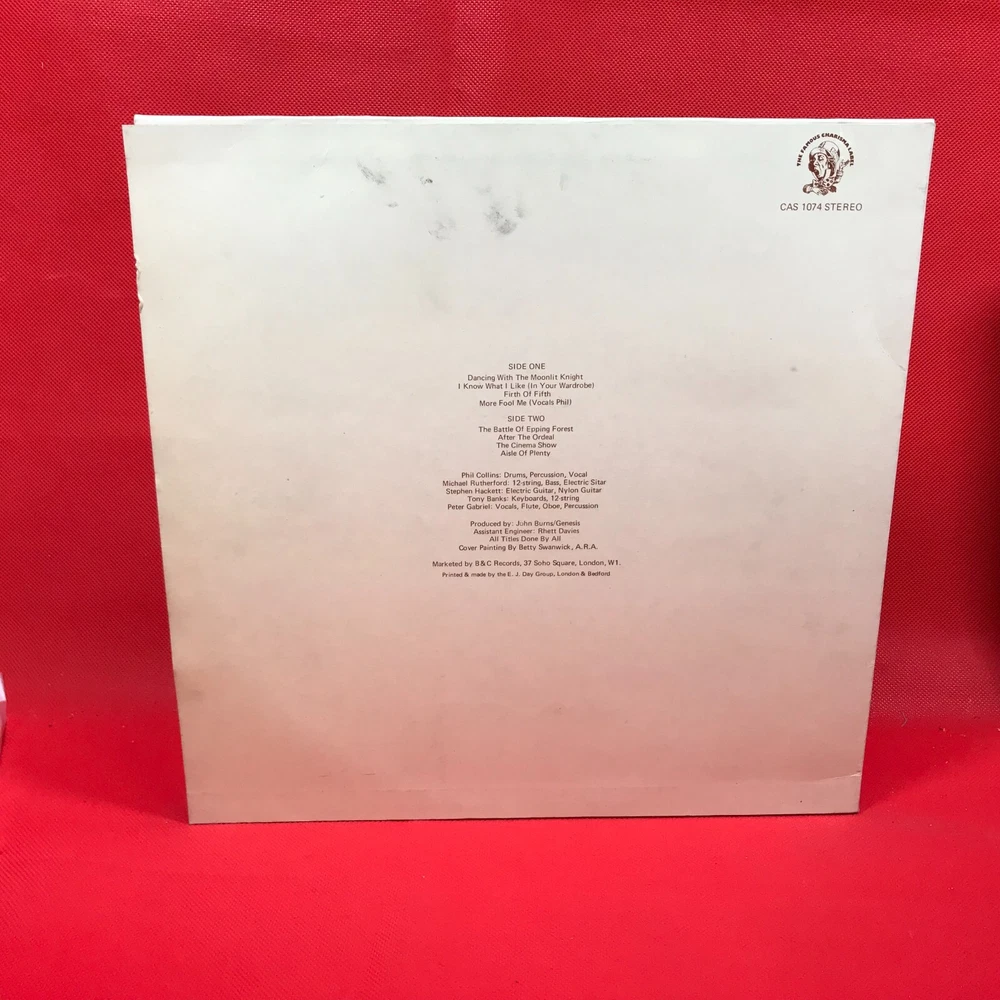 THE FAMOUS CHARISMA LABEL
CAS 1074 STEREO
SIDE ONE
Dancing With The Moonlit Knight
I Know What I Like (In Your Wardrobe)
Firth Of Fifth
More Fool Me (Vocals Phil)
SIDE TWO
The Battle Of Epping Forest
After The Ordeal
The Cinema Show
Aisle Of Plenty
Phil Collins: Drums, Percussion, Vocal
Michael Rutherford: 12-string, Bass, Electric Sitar
Stephen Hackett: Electric Guitar, Nylon Guitar
Tony Banks: Keyboards, 12-string
Peter Gabriel: Vocals, Flute, Oboe, Percussion
Produced by: John Burns/Genesis
Assistant Engineer: Rhett Davies
All Titles Done By All
Cover Painting By Betty Swanwick, A.R.A.
Marketed by B&C Records, 37 Soho Square, London, W1.
Printed & made by the E. J. Day Group, London & Bedford